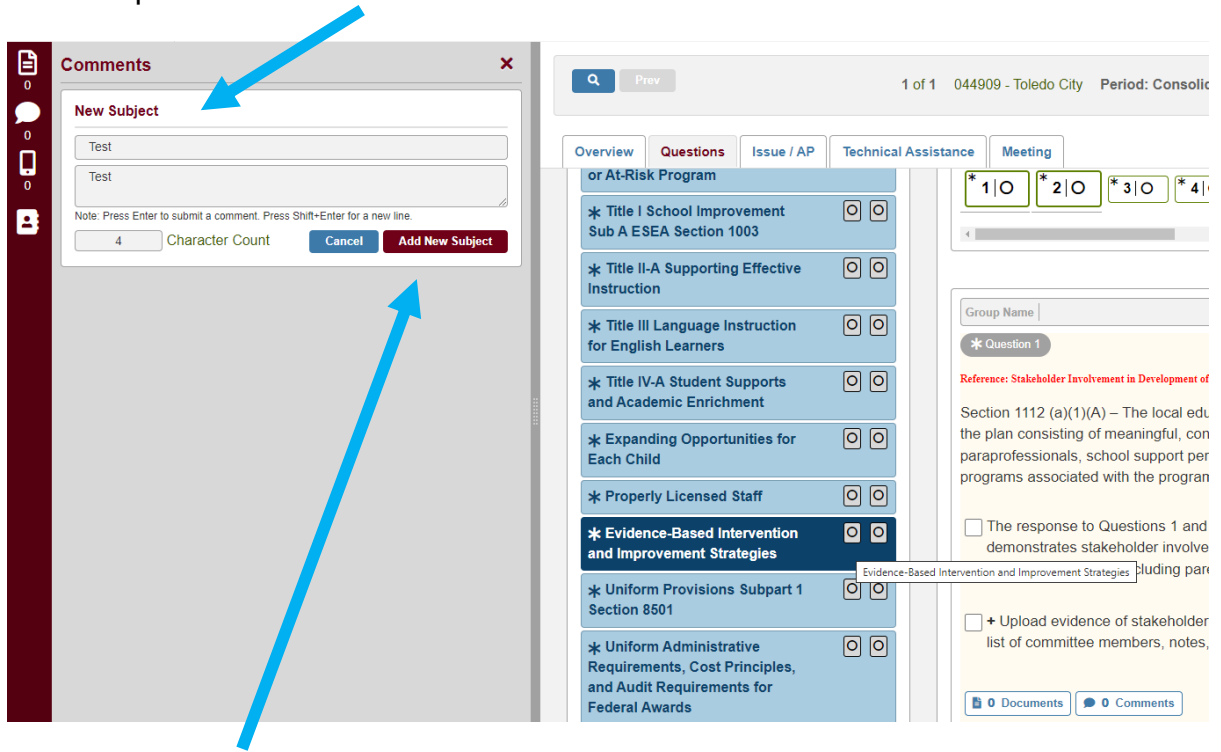 0
0
0
Comments
×
New Subject
Test
Test
Note: Press Enter to submit a comment. Press Shift+Enter for a new line.
4 Character Count Cancel Add New Subject
Prev
1 of 1 044909 - Toledo City Period:
Overview Questions Issue / AP Technical Assistance Meeting
or At-Risk Program
* Title I School Improvement
Sub A ESEA Section 1003
* Title II-A Supporting Effective
Instruction
* Title III Language Instruction
for English Learners
* Title IV-A Student Supports
and Academic Enrichment
* Expanding Opportunities for
Each Child
* Properly Licensed Staff
* Evidence-Based Intervention
and Improvement Strategies
Evidence-Based Intervention and Improvement Strategies
* Uniform Provisions Subpart 1
Section 8501
* Uniform Administrative
Requirements, Cost Principles,
and Audit Requirements for
Federal Awards
* 1|O * 2|O * 3|O * 4|
Group Name
* Question 1
Reference: Stakeholder Involvement in Development of
Section 1112 (a)(1)(A) – The local
the plan consisting of meaningful,
paraprofessionals, school support
programs associated with the
The response to Questions 1 and
demonstrates stakeholder
+ Upload evidence of stakeholder
list of committee members, notes,
0 Documents 0 Comments